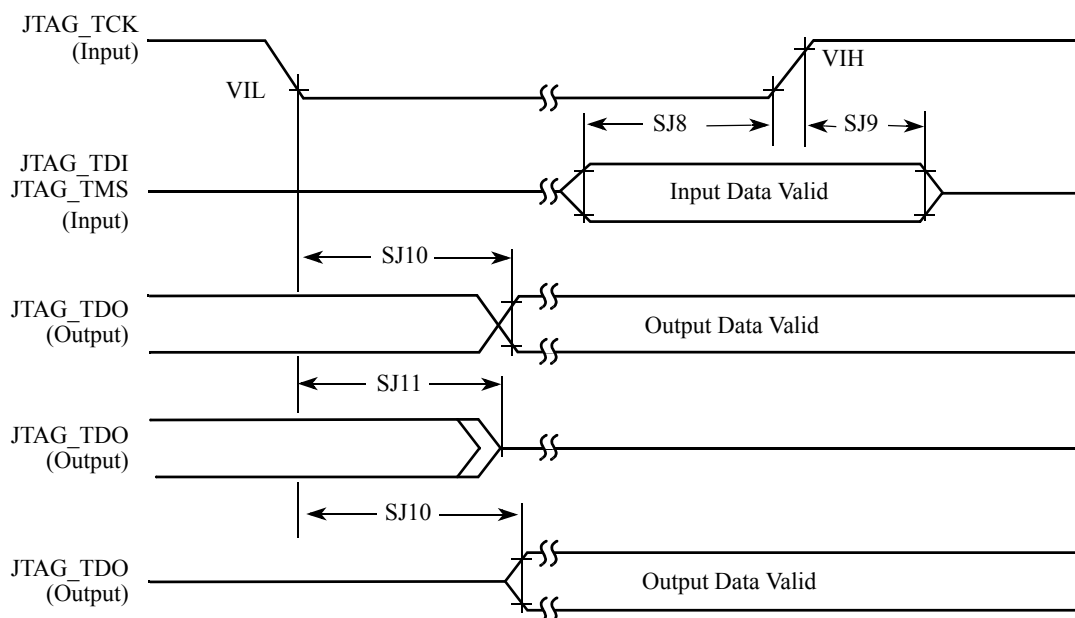 JTAG_TCK
(Input)
VIH
VIL
SJ8
SJ9
JTAG_TDI
JTAG_TMS
(Input)
Input Data Valid
SJ10
JTAG_TDO
(Output)
Output Data Valid
SJ11
JTAG_TDO
(Output)
SJ10
JTAG_TDO
(Output)
Output Data Valid